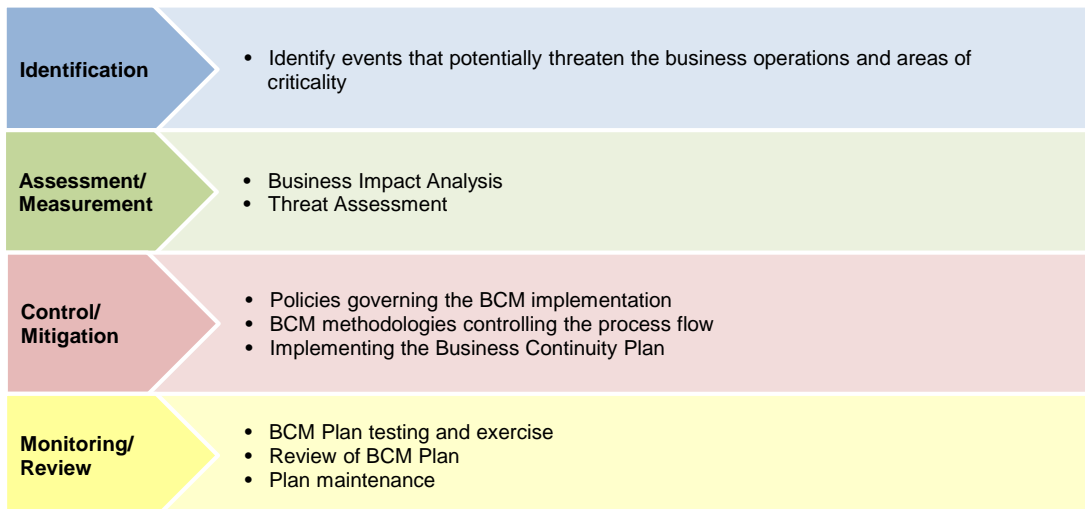 Identification
• Identify events that potentially threaten the business operations and areas of
criticality
Assessment/
Measurement
• Business Impact Analysis
• Threat Assessment
Control/
Mitigation
• Policies governing the BCM implementation
• BCM methodologies controlling the process flow
• Implementing the Business Continuity Plan
Monitoring/
Review
• BCM Plan testing and exercise
• Review of BCM Plan
• Plan maintenance